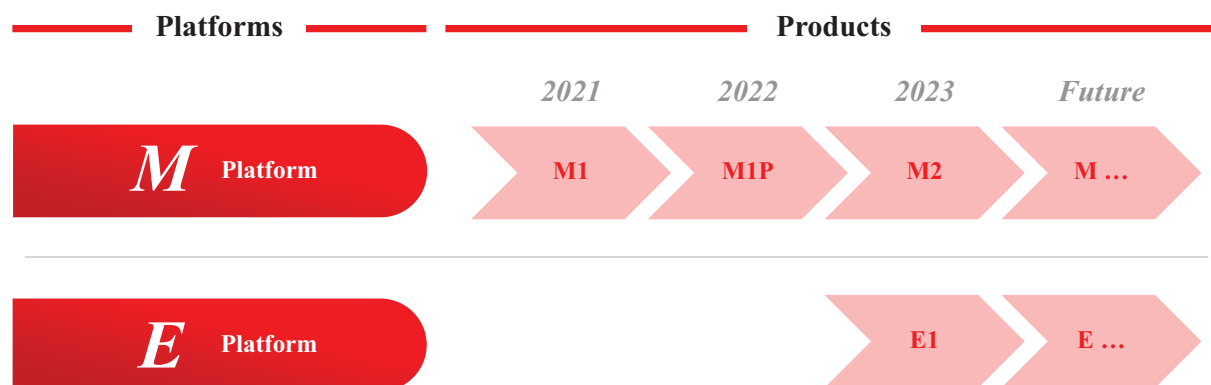 Platforms Products
2021 2022 2023 Future
M Platform M1 M1P M2 M …
E Platform E1 E …